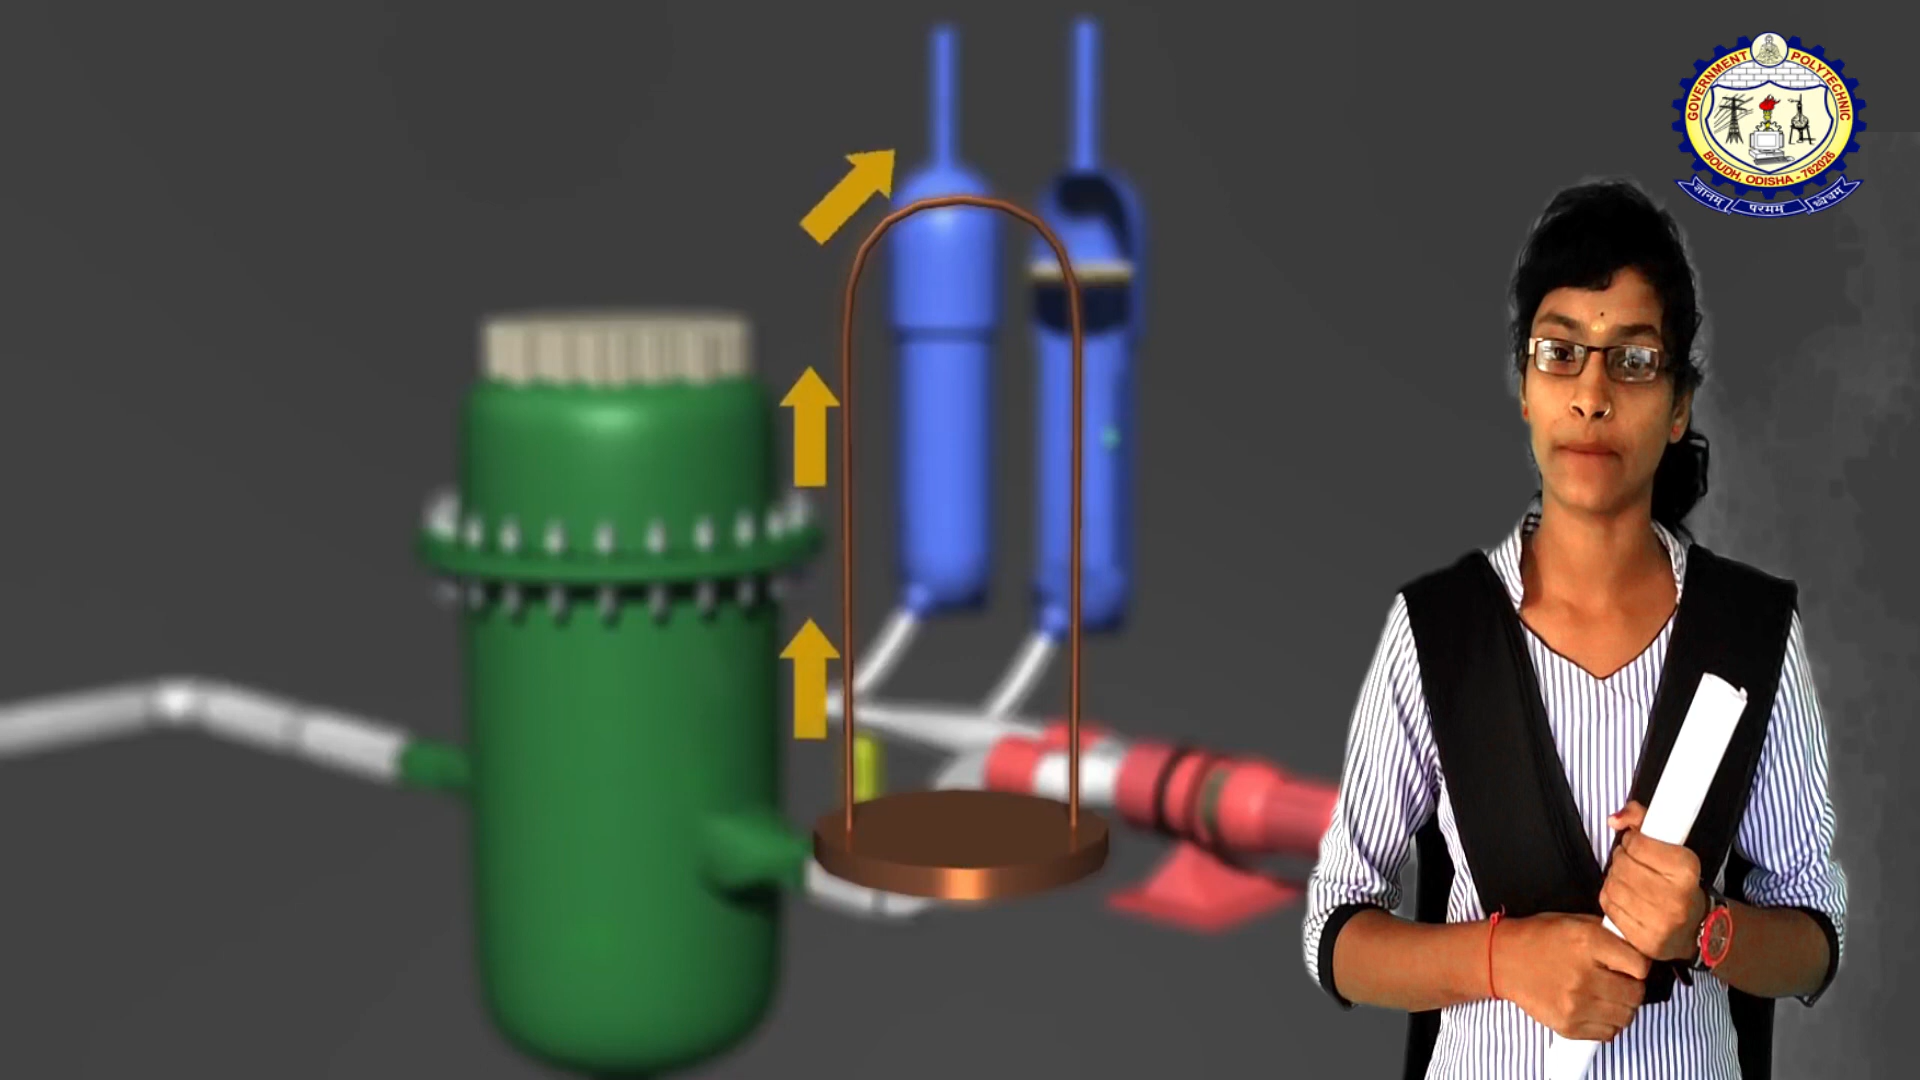 GOVERNMENT POLYTECHNIC
BOUDH, ODISHA - 762026
ज्ञानम् परमम् ध्येयम्